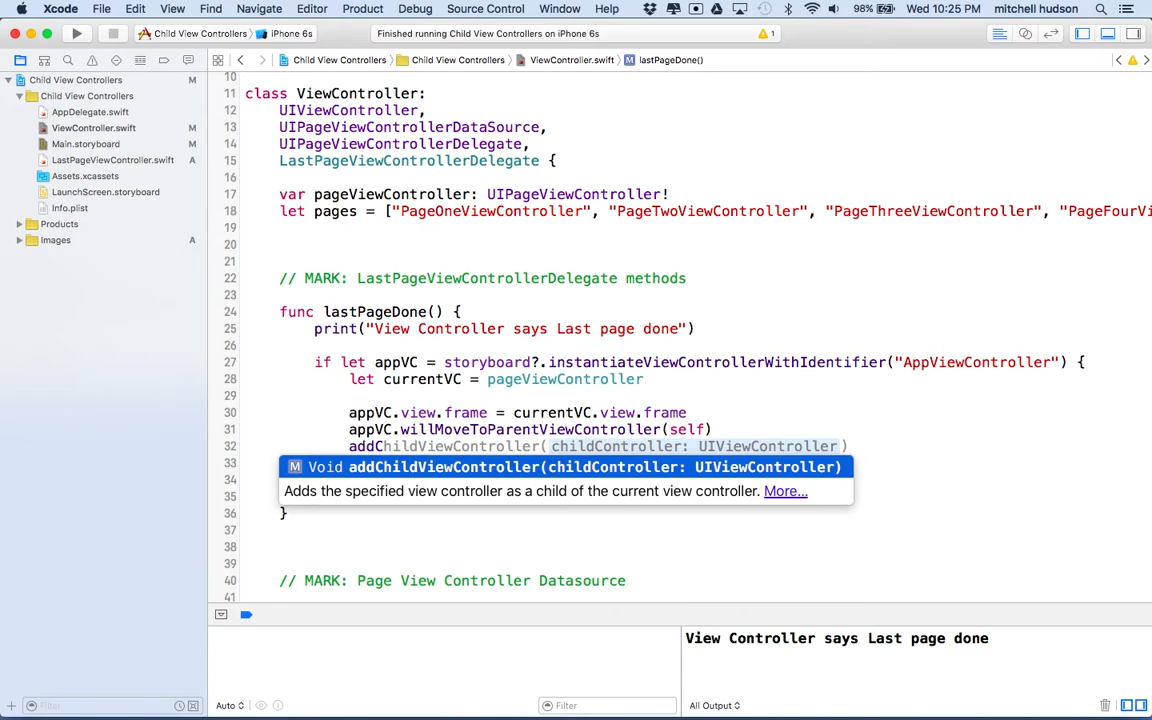 Xcode File Edit View Find Navigate Editor Product Debug Source Control Window Help 98% Wed 10:25 PM mitchell hudson
Child View Controllers iPhone 6s Finished running Child View Controllers on iPhone 6s 1
Child View Controllers Child View Controllers ViewController.swift M lastPageDone()
Child View Controllers M
Child View Controllers
AppDelegate.swift
ViewController.swift M
Main.storyboard M
LastPageViewController.swift A
Assets.xcassets
LaunchScreen.storyboard
Info.plist
Products
Images A
10
11 class ViewController:
12 UIViewController,
13 UIPageViewControllerDataSource,
14 UIPageViewControllerDelegate,
15 LastPageViewControllerDelegate {
16
17 var pageViewController: UIPageViewController!
18 let pages = ["PageOneViewController", "PageTwoViewController", "PageThreeViewController", "PageFourVi
19
20
21
22 // MARK: LastPageViewControllerDelegate methods
23
24 func lastPageDone() {
25 print("View Controller says Last page done")
26
27 if let appVC = storyboard?.instantiateViewControllerWithIdentifier("AppViewController") {
28 let currentVC = pageViewController
29
30 appVC.view.frame = currentVC.view.frame
31 appVC.willMoveToParentViewController(self)
32 addChildViewController(childController: UIViewController)
33 M Void addChildViewController(childController: UIViewController)
34 Adds the specified view controller as a child of the current view controller. More...
35
36 }
37
38
39
40 // MARK: Page View Controller Datasource
41
View Controller says Last page done
Filter Auto Filter All Output